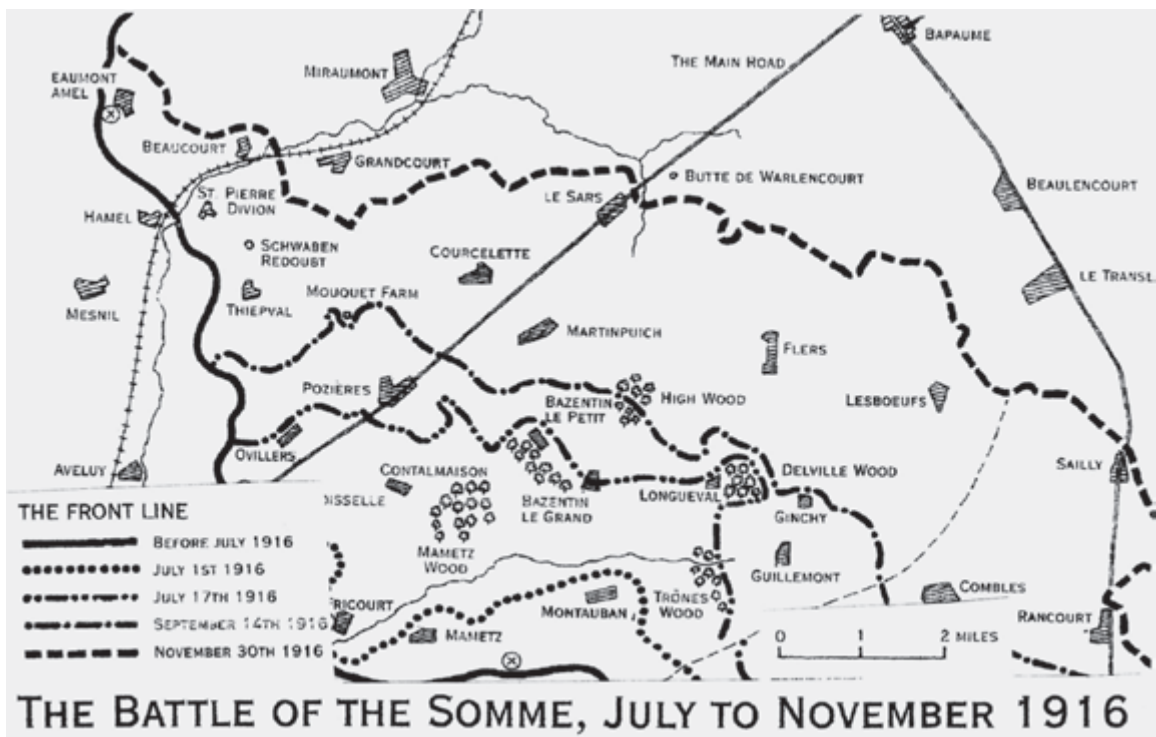 BAPAUME
THE MAIN ROAD
MIRAUMONT
EAUMONT
AMEL
BEAUCOURT
GRANDCOURT
BUTTE DE WARLENCOURT
BEAULENCOURT
ST. PIERRE
DIVION
LE SARS
HAMEL
SCHWABEN
REDOUBT
COURCELETTE
LE TRANSL
MESNIL
THIEPVAL
MOUQUET FARM
MARTINPUICH
FLERS
POZIÈRES
BAZENTIN
LE PETIT
HIGH WOOD
LESBOEUFS
OVILLERS
AVELUY
CONTALMAISON
DELVILLE WOOD
SAILLY
OISSELLE
BAZENTIN
LE GRAND
LONGUEVAL
GINCHY
MAMETZ
WOOD
GUILLEMONT
COMBLES
RICOURT
MONTAUBAN
TRÔNES
WOOD
RANCOURT
MAMETZ
THE FRONT LINE
BEFORE JULY 1916
JULY 1ST 1916
JULY 17TH 1916
SEPTEMBER 14TH 1916
NOVEMBER 30TH 1916
0 1 2 MILES
THE BATTLE OF THE SOMME, JULY TO NOVEMBER 1916